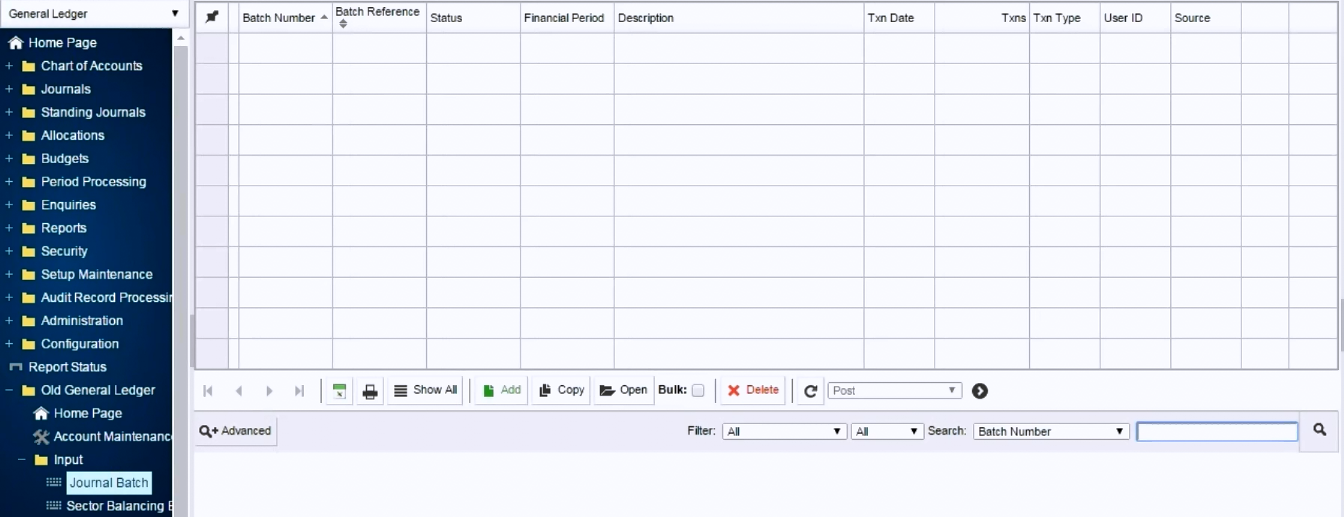 General Ledger
Home Page
Chart of Accounts
Journals
Standing Journals
Allocations
Budgets
Period Processing
Enquiries
Reports
Security
Setup Maintenance
Audit Record Processin
Administration
Configuration
Report Status
Old General Ledger
Home Page
Account Maintenanc
Input
Journal Batch
Sector Balancing E
Batch Number Batch Reference Status Financial Period Description Txn Date Txns Txn Type User ID Source
Show All Add Copy Open Bulk: Delete Post
Advanced Filter: All All Search: Batch Number